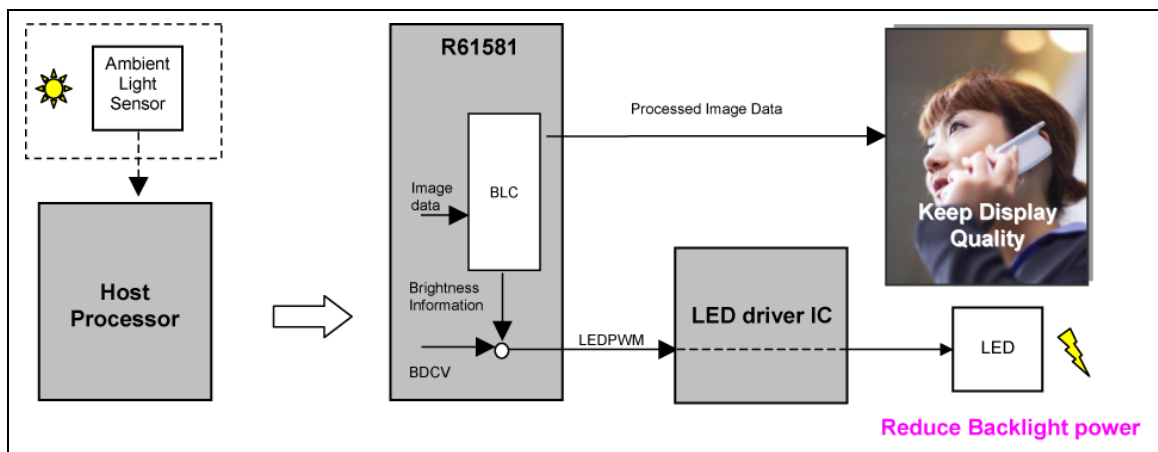 Ambient
Light
Sensor
Host
Processor
R61581
BLC
Image
data
Brightness
Information
BDCV
Processed Image Data
LEDPWM
LED driver IC
LED
Keep Display
Quality
Reduce Backlight power